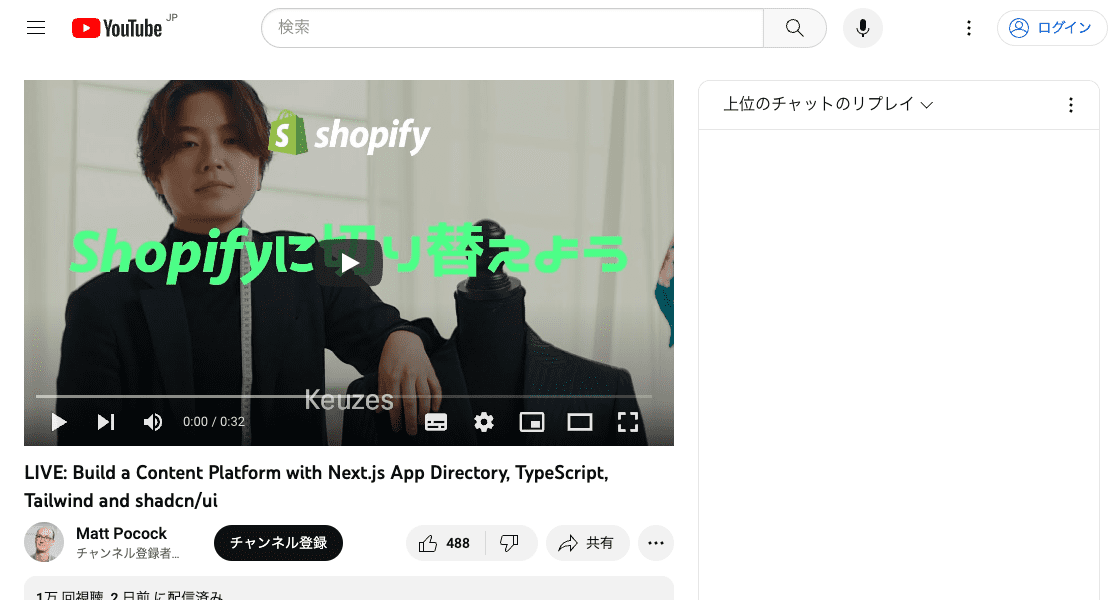 YouTube JP
検索
ログイン
上位のチャットのリプレイ
shopify
Shopifyに切り替えよう
Keuzes
0:00 / 0:32
LIVE: Build a Content Platform with Next.js App Directory, TypeScript,
Tailwind and shadcn/ui
Matt Pocock
チャンネル登録者...
チャンネル登録
488
共有
1万 回視聴 2 日前 に配信済み